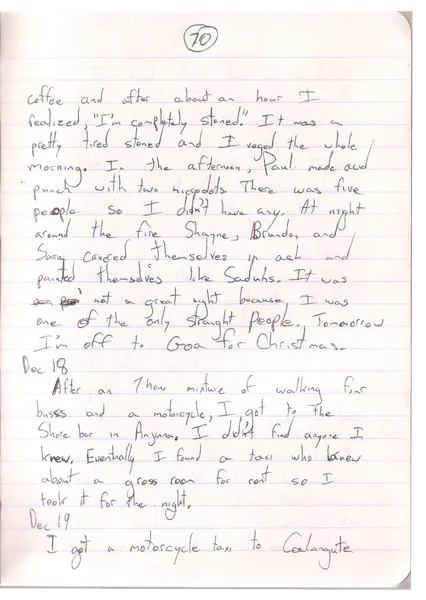 70
coffee and after about an hour I
realized, "I'm completely stoned." It was a
pretty tired stoned and I veged the whole
morning. In the afternoon, Paul made acid
punch with two microdots There was five
people so I didn't have any. At night
around the fire Shayne, Brandon and
Sara covered themselves in ash and
painted themselves like Saduhs. It was
not a great night because, I was
one of the only straight people. Tomorrow
I'm off to Goa for Christmas.
Dec 18
After an 7 hour mixture of walking four
busses and a motorcycle, I got to the
Shore bar in Anjuna. I didn't find anyone I
knew. Eventually I found a taxi who knew
about a gross room for rent so I
took it for the night.
Dec 19
I got a motorcycle taxi to Calangute